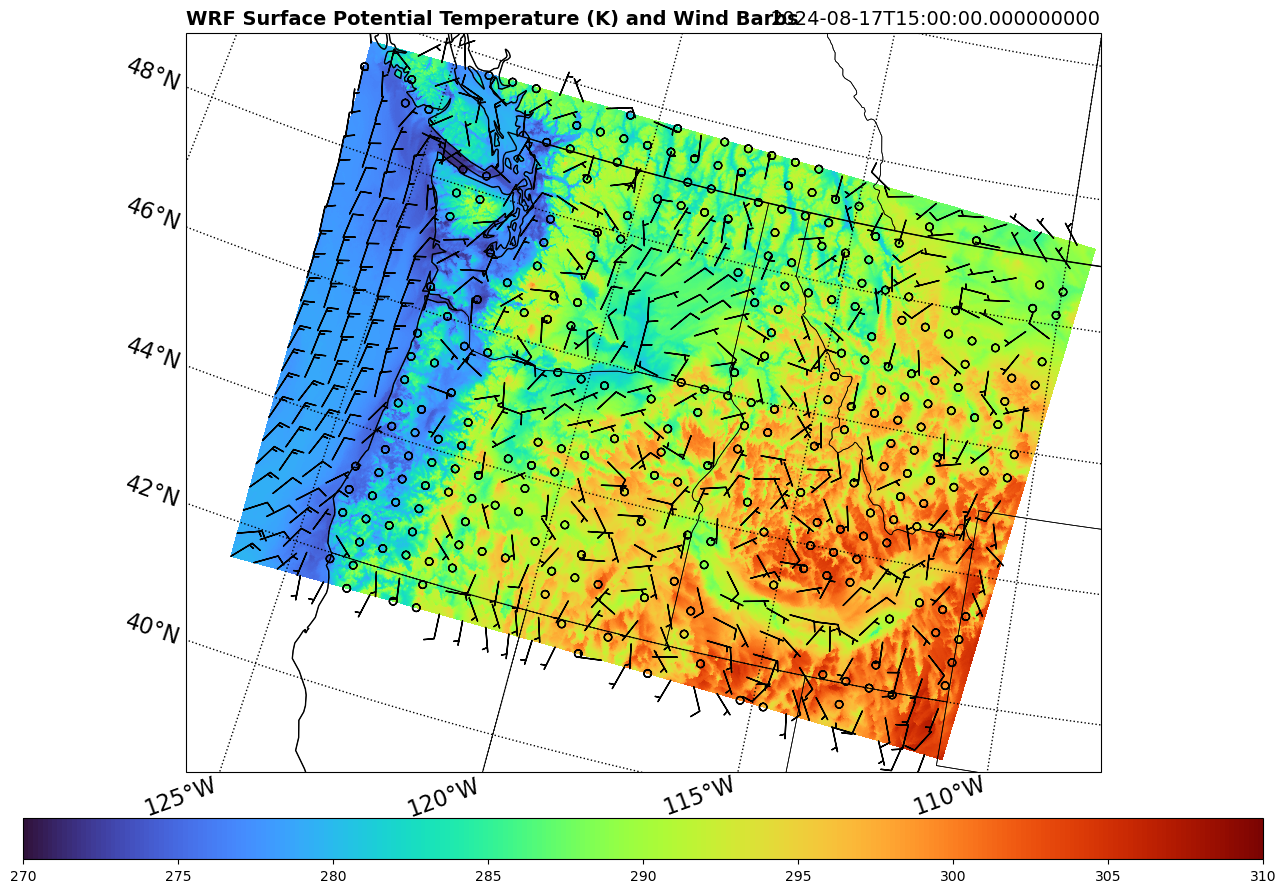 WRF Surface Potential Temperature (K) and Wind Barbs
2024-08-17T15:00:00.000000000
48°N
46°N
44°N
42°N
40°N
125°W
120°W
115°W
110°W
270 275 280 285 290 295 300 305 310